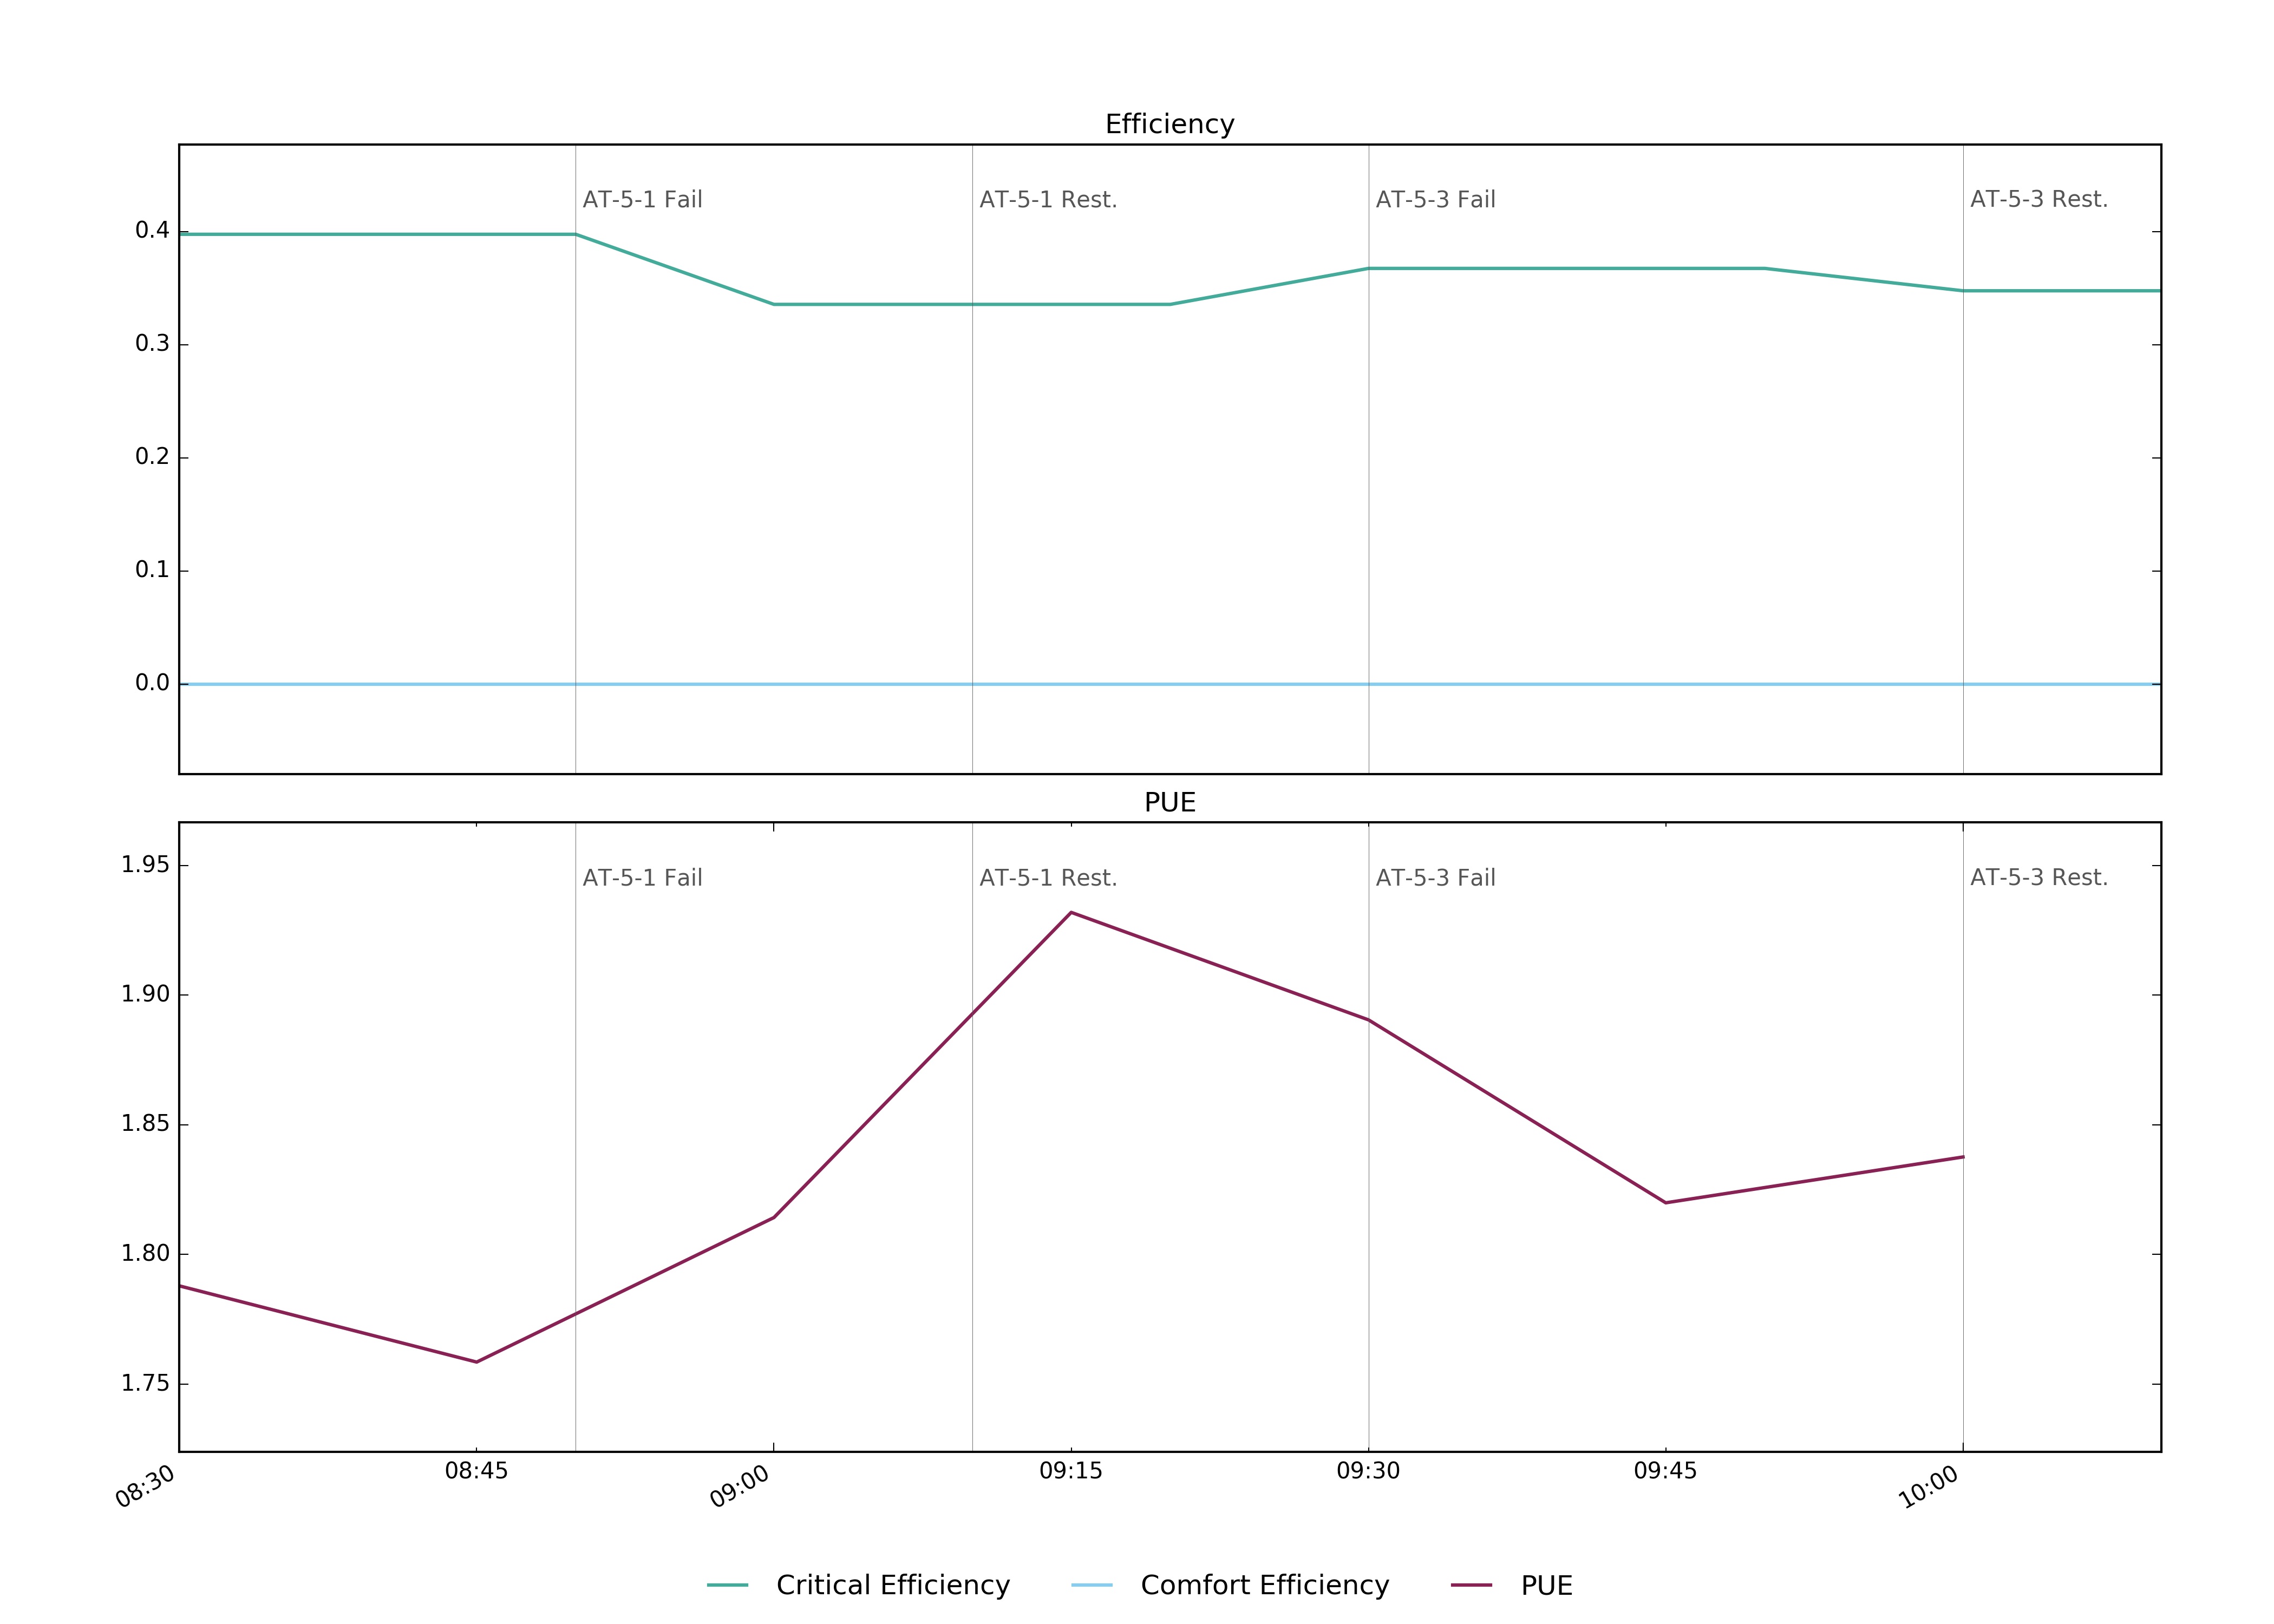 Efficiency
AT-5-1 Fail
AT-5-1 Rest.
AT-5-3 Fail
AT-5-3 Rest.
0.4
0.3
0.2
0.1
0.0
PUE
AT-5-1 Fail
AT-5-1 Rest.
AT-5-3 Fail
AT-5-3 Rest.
1.95
1.90
1.85
1.80
1.75
08:30
08:45
09:00
09:15
09:30
09:45
10:00
Critical Efficiency
Comfort Efficiency
PUE